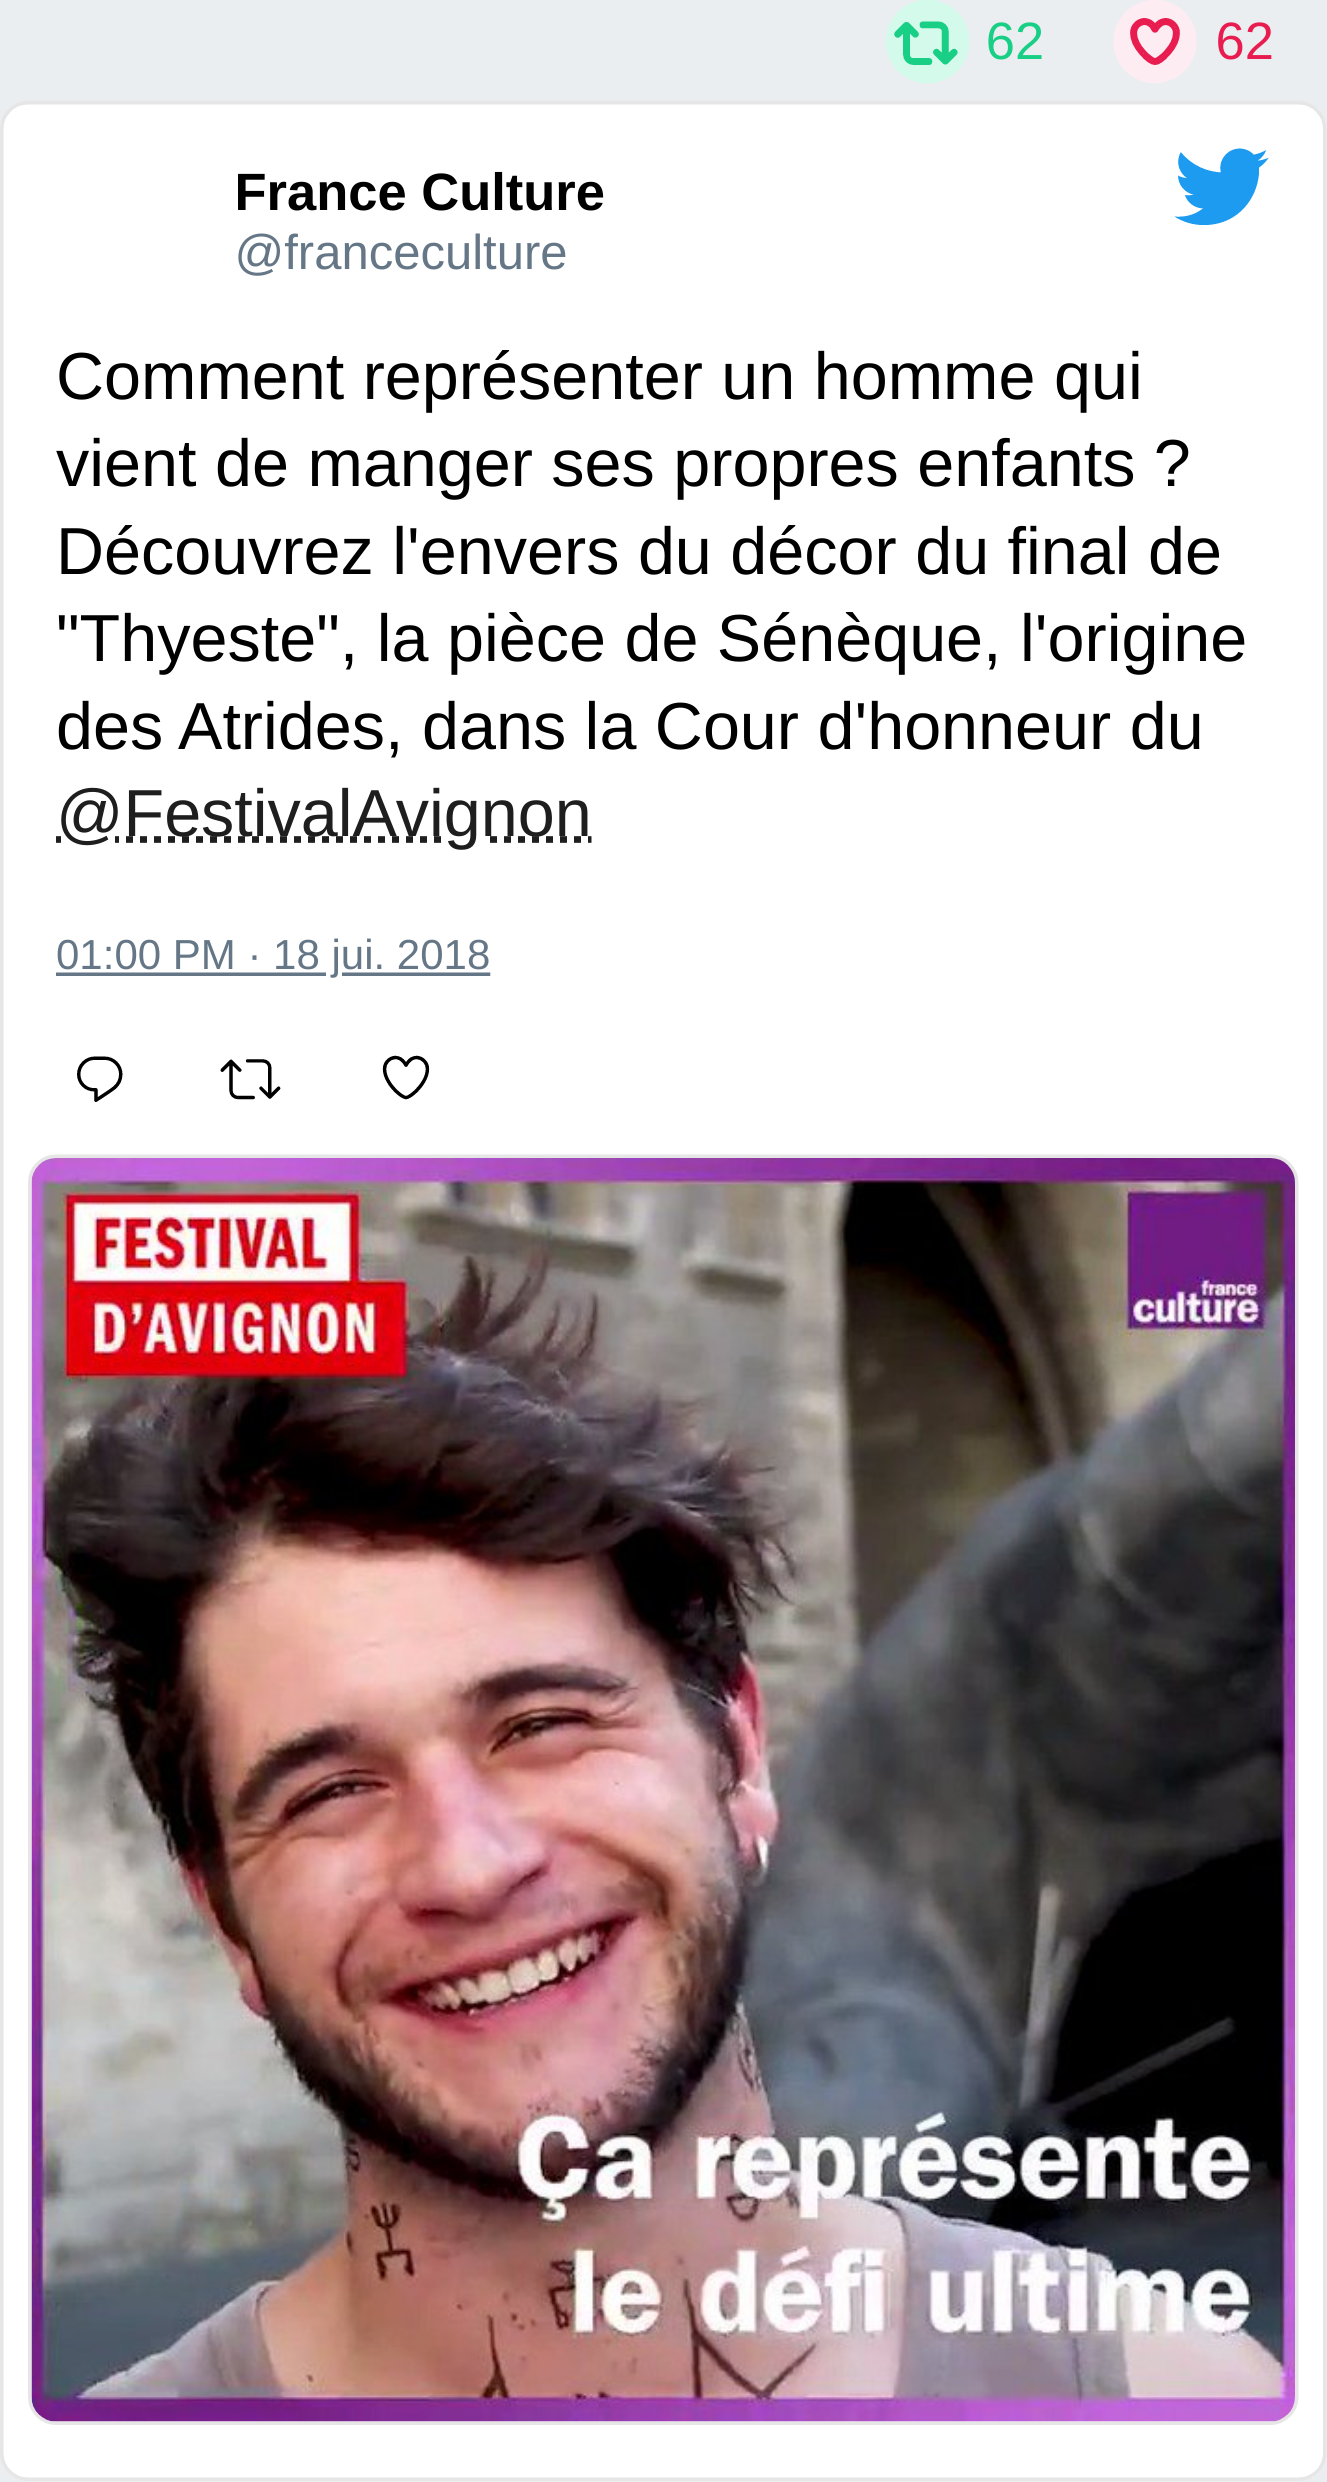 62 62
France Culture
@franceculture
Comment représenter un homme qui
vient de manger ses propres enfants ?
Découvrez l'envers du décor du final de
"Thyeste", la pièce de Sénèque, l'origine
des Atrides, dans la Cour d'honneur du
@FestivalAvignon
01:00 PM · 18 jui. 2018
FESTIVAL
D'AVIGNON
france
culture
Ça représente
le défi ultime